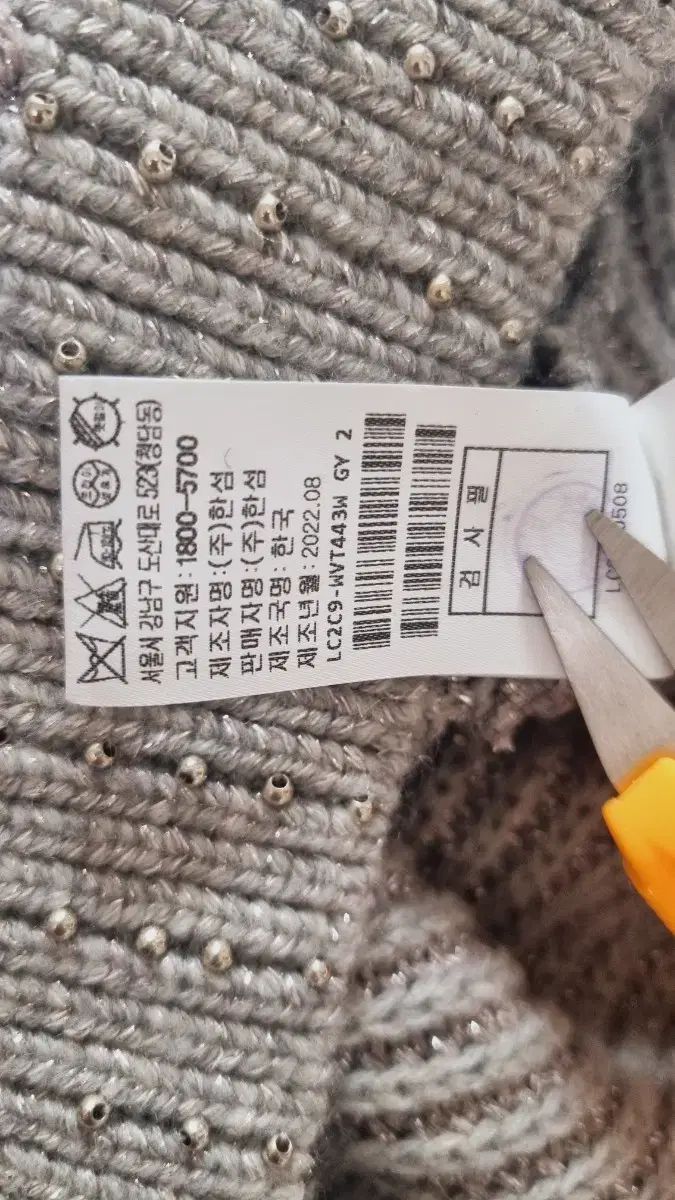 서울시 강남구 도산대로 523(청담동)
고객지원 : 1800-5700
제조자명 : (주)한섬
판매자명 : (주)한섬
제조국명 : 한국
제조년월 : 2022.08
LC2C9-WVT443W GY 2
검 사 필